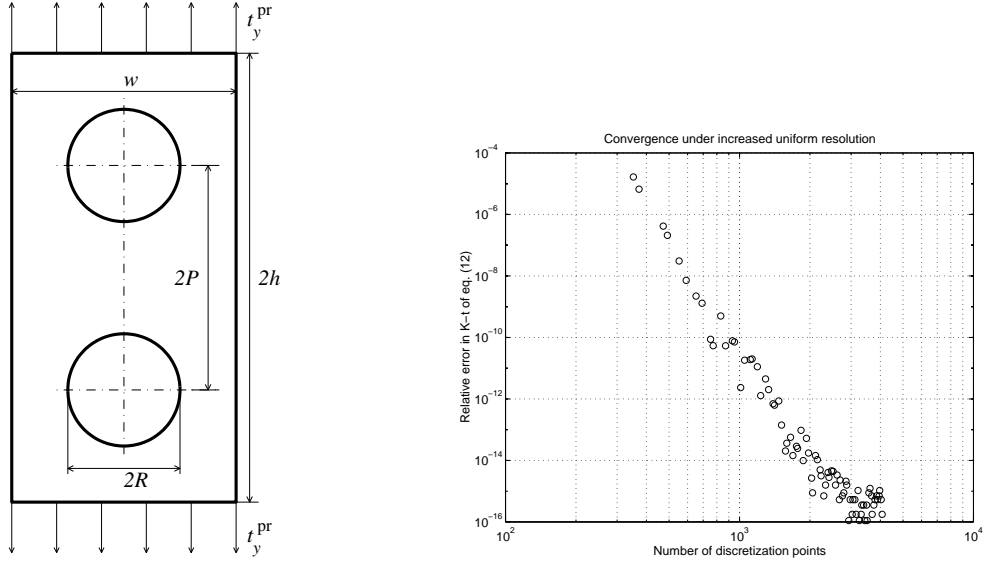 t_y^pr
w
2P
2h
2R
t_y^pr
Convergence under increased uniform resolution
Relative error in K−t of eq. (12)
10^−4
10^−6
10^−8
10^−10
10^−12
10^−14
10^−16
10^2
10^3
10^4
Number of discretization points